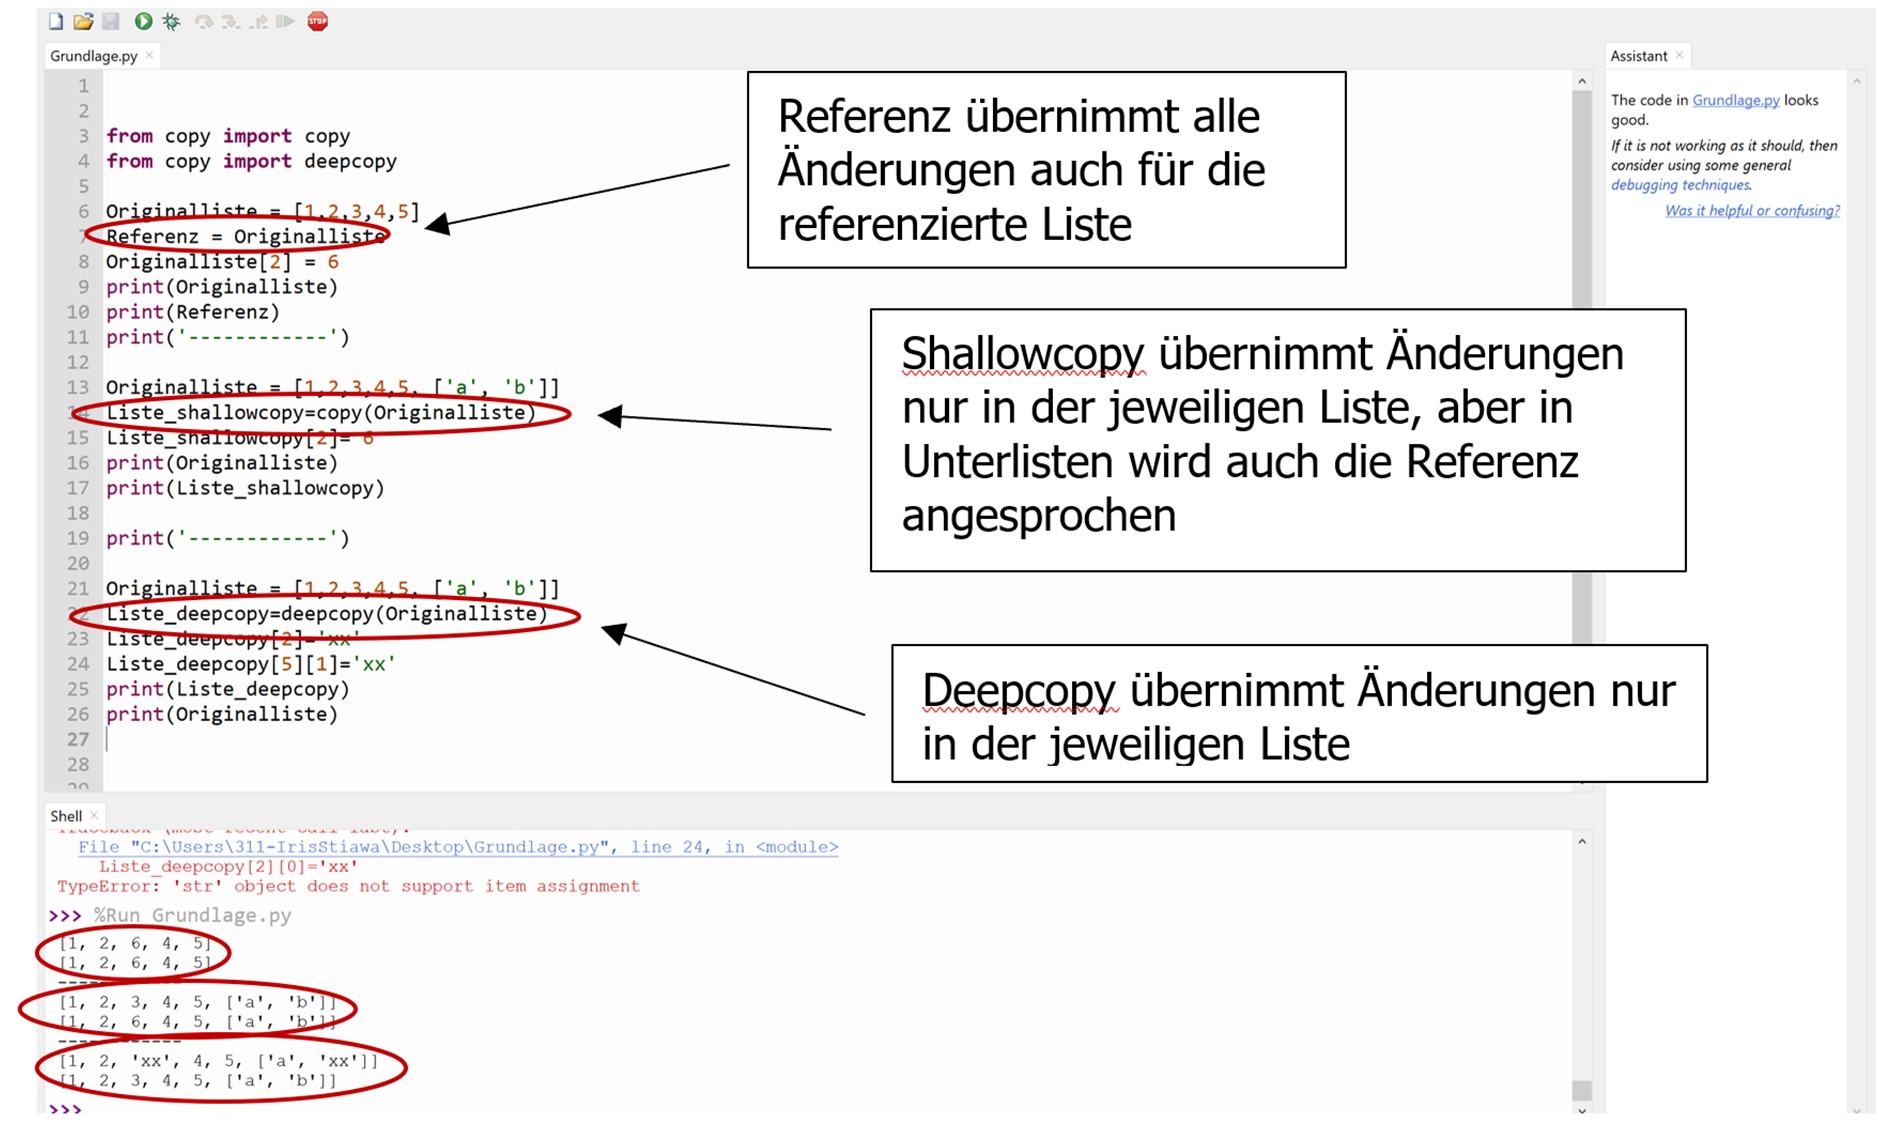 STOP
Grundlage.py ×
Assistant ×
1
2
3 from copy import copy
4 from copy import deepcopy
5
6 Originalliste = [1,2,3,4,5]
7 Referenz = Originalliste
8 Originalliste[2] = 6
9 print(Originalliste)
10 print(Referenz)
11 print('------------')
12
13 Originalliste = [1,2,3,4,5, ['a', 'b']]
14 Liste_shallowcopy=copy(Originalliste)
15 Liste_shallowcopy[2]= 6
16 print(Originalliste)
17 print(Liste_shallowcopy)
18
19 print('------------')
20
21 Originalliste = [1,2,3,4,5, ['a', 'b']]
22 Liste_deepcopy=deepcopy(Originalliste)
23 Liste_deepcopy[2]='xx'
24 Liste_deepcopy[5][1]='xx'
25 print(Liste_deepcopy)
26 print(Originalliste)
27
28
29
Referenz übernimmt alle
Änderungen auch für die
referenzierte Liste
Shallowcopy übernimmt Änderungen
nur in der jeweiligen Liste, aber in
Unterlisten wird auch die Referenz
angesprochen
Deepcopy übernimmt Änderungen nur
in der jeweiligen Liste
The code in Grundlage.py looks
good.
If it is not working as it should, then
consider using some general
debugging techniques.
Was it helpful or confusing?
Shell ×
Traceback (most recent call last):
File "C:\Users\311-IrisStiawa\Desktop\Grundlage.py", line 24, in <module>
Liste_deepcopy[2][0]='xx'
TypeError: 'str' object does not support item assignment
>>> %Run Grundlage.py
[1, 2, 6, 4, 5]
[1, 2, 6, 4, 5]
------------
[1, 2, 3, 4, 5, ['a', 'b']]
[1, 2, 6, 4, 5, ['a', 'b']]
------------
[1, 2, 'xx', 4, 5, ['a', 'xx']]
[1, 2, 3, 4, 5, ['a', 'b']]
>>>